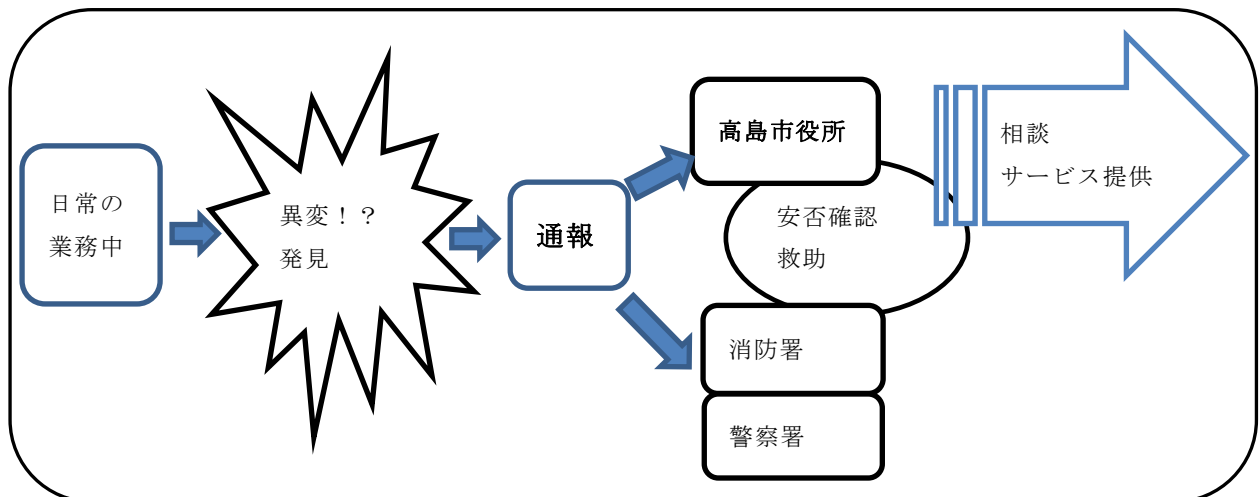 日常の
業務中
異変！？
発見
通報
高島市役所
安否確認
救助
消防署
警察署
相談
サービス提供